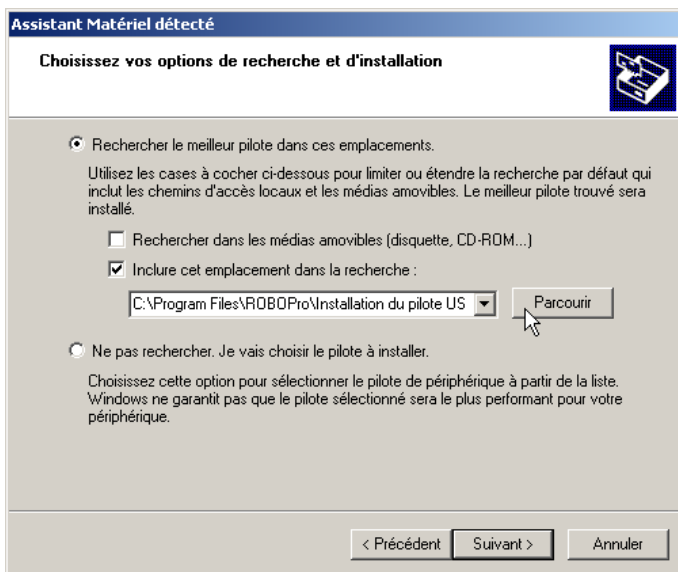 Assistant Matériel détecté
Choisissez vos options de recherche et d'installation
Rechercher le meilleur pilote dans ces emplacements.
Utilisez les cases à cocher ci-dessous pour limiter ou étendre la recherche par défaut qui
inclut les chemins d'accès locaux et les médias amovibles. Le meilleur pilote trouvé sera
installé.
Rechercher dans les médias amovibles (disquette, CD-ROM...)
Inclure cet emplacement dans la recherche :
C:\Program Files\ROBOPro\Installation du pilote US
Parcourir
Ne pas rechercher. Je vais choisir le pilote à installer.
Choisissez cette option pour sélectionner le pilote de périphérique à partir de la liste.
Windows ne garantit pas que le pilote sélectionné sera le plus performant pour votre
périphérique.
< Précédent
Suivant >
Annuler